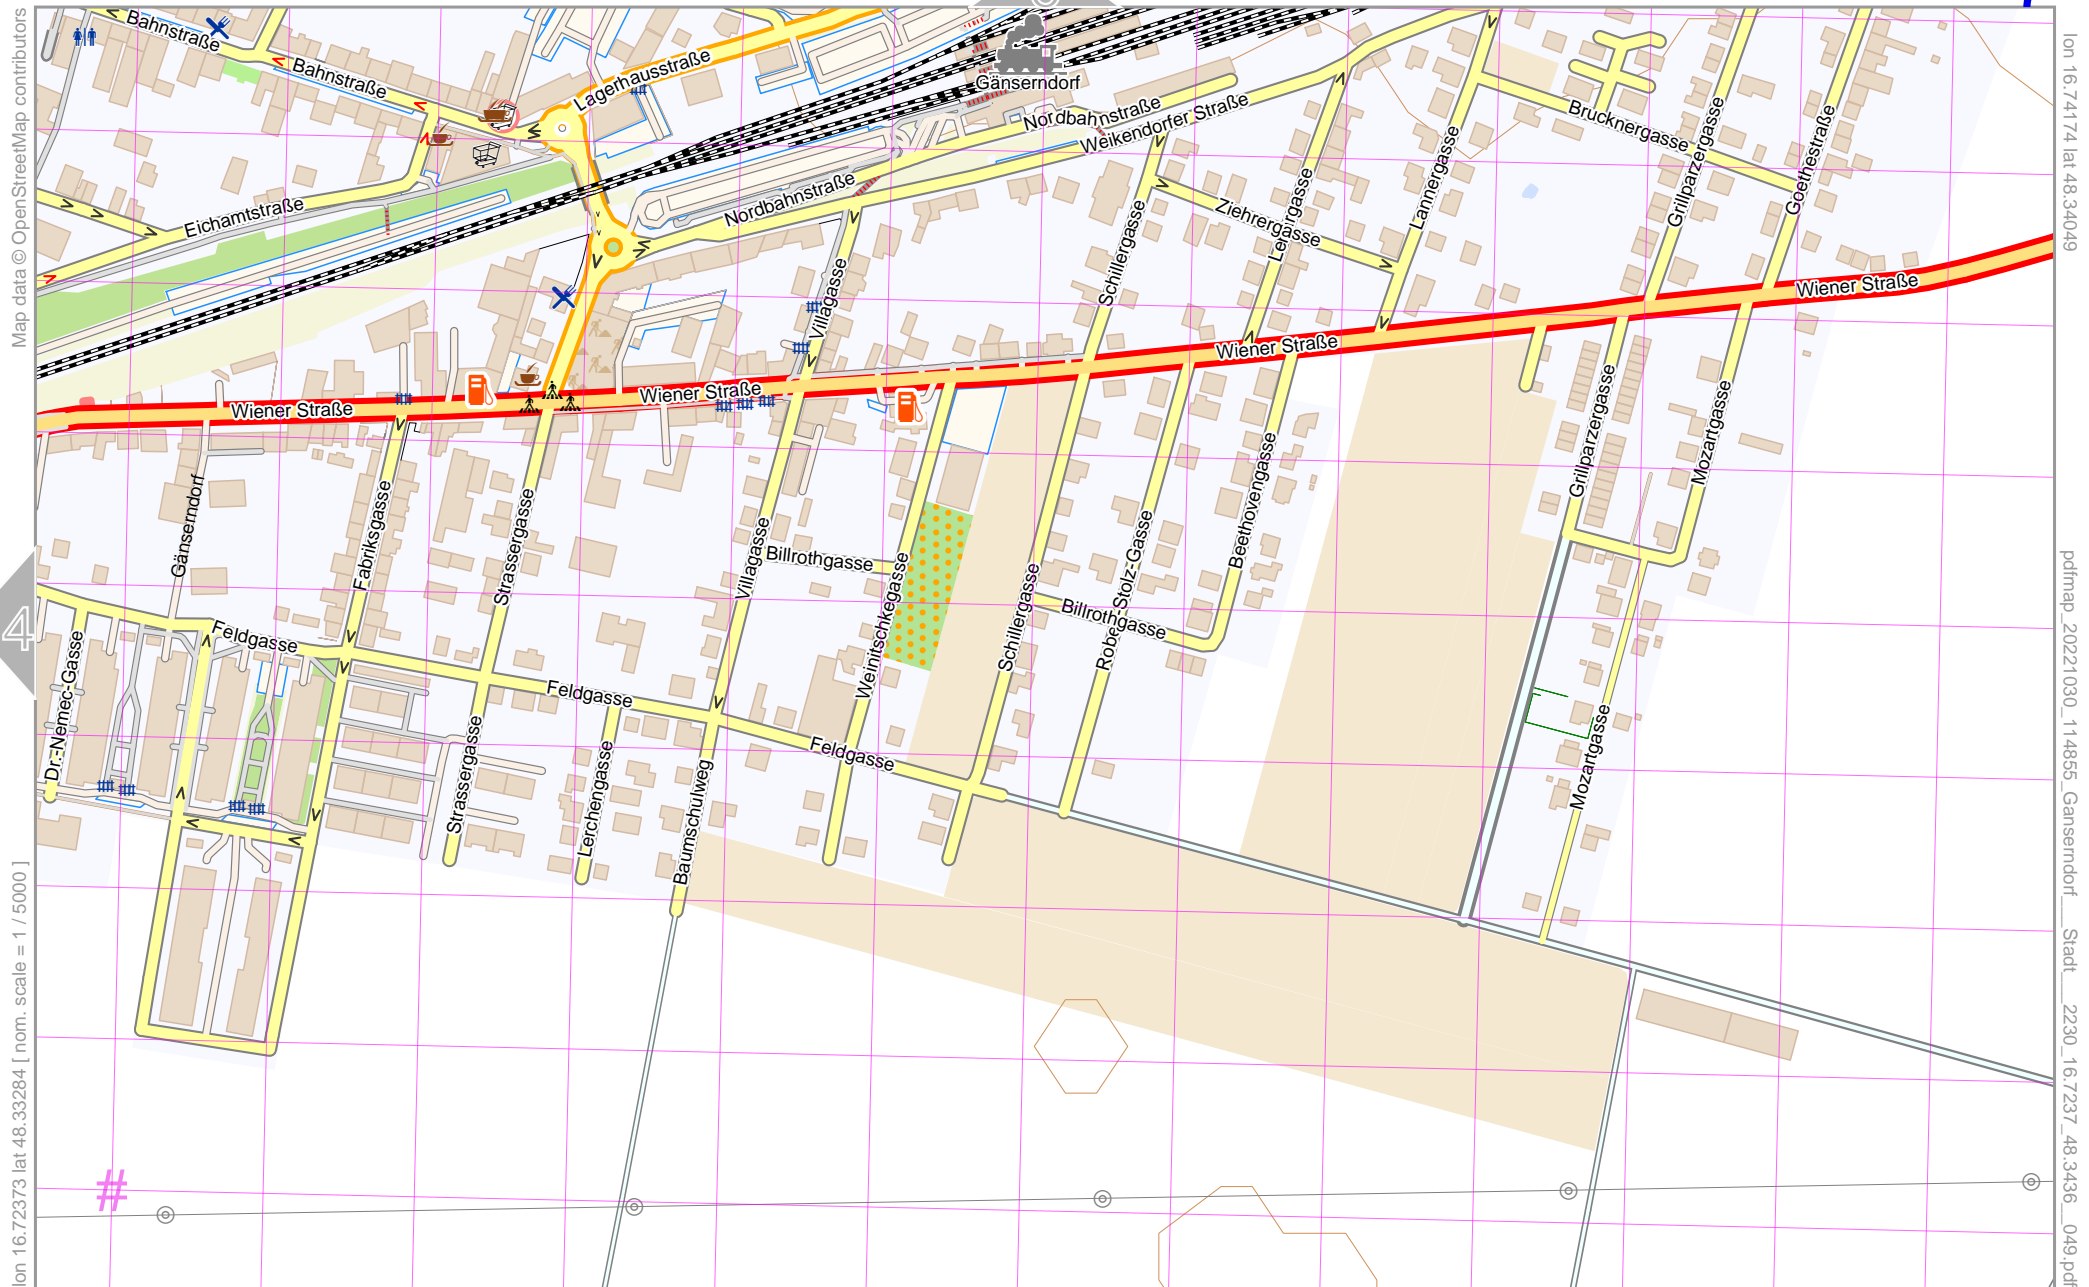 Map data © OpenStreetMap contributors
lon 16.72373 lat 48.33284 [ nom. scale = 1 / 5000 ]
lon 16.74174 lat 48.34049
pdfmap_20221030_114855_Ganserndorf___Stadt___2230_16.7237_48.3436__049.pdf
4
#
Bahnstraße
Bahnstraße
Lagerhausstraße
Gänserndorf
Nordbahnstraße
Weikendorfer Straße
Brucknergasse
Grillparzergasse
Goethestraße
Lannergasse
Lehargasse
Ziehrergasse
Schillergasse
Nordbahnstraße
Eichamtstraße
Villagasse
Wiener Straße
Wiener Straße
Wiener Straße
Wiener Straße
Gänserndorf
Fabriksgasse
Strassergasse
Villagasse
Billrothgasse
Weinitschkegasse
Schillergasse
Robert-Stolz-Gasse
Billrothgasse
Beethovengasse
Grillparzergasse
Mozartgasse
Feldgasse
Dr.-Nemec-Gasse
Feldgasse
Feldgasse
Strassergasse
Lerchengasse
Baumschulweg
Mozartgasse